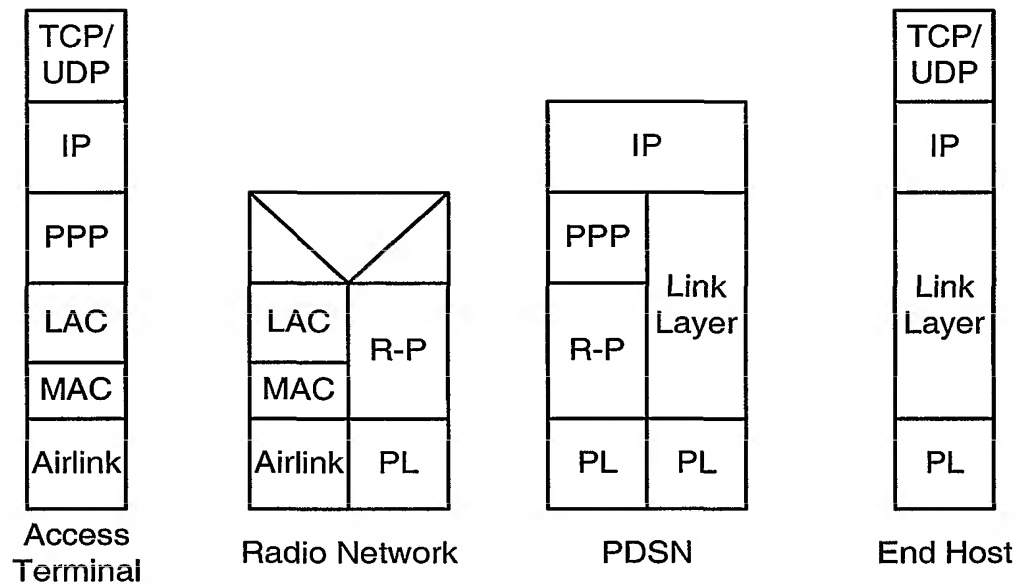 TCP/
UDP
IP
PPP
LAC
MAC
Airlink
Access
Terminal
LAC
MAC
Airlink
R-P
PL
Radio Network
IP
PPP
R-P
PL
Link
Layer
PL
PDSN
TCP/
UDP
IP
Link
Layer
PL
End Host